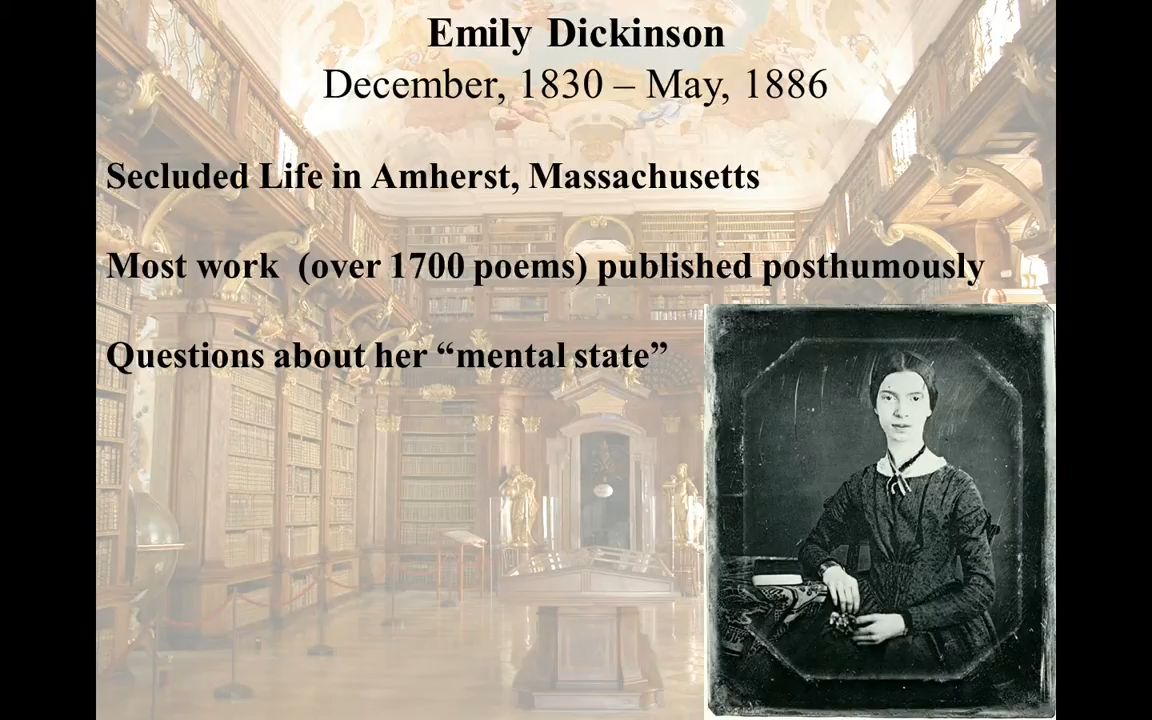 Emily Dickinson
December, 1830 – May, 1886
Secluded Life in Amherst, Massachusetts
Most work  (over 1700 poems) published posthumously
Questions about her “mental state”